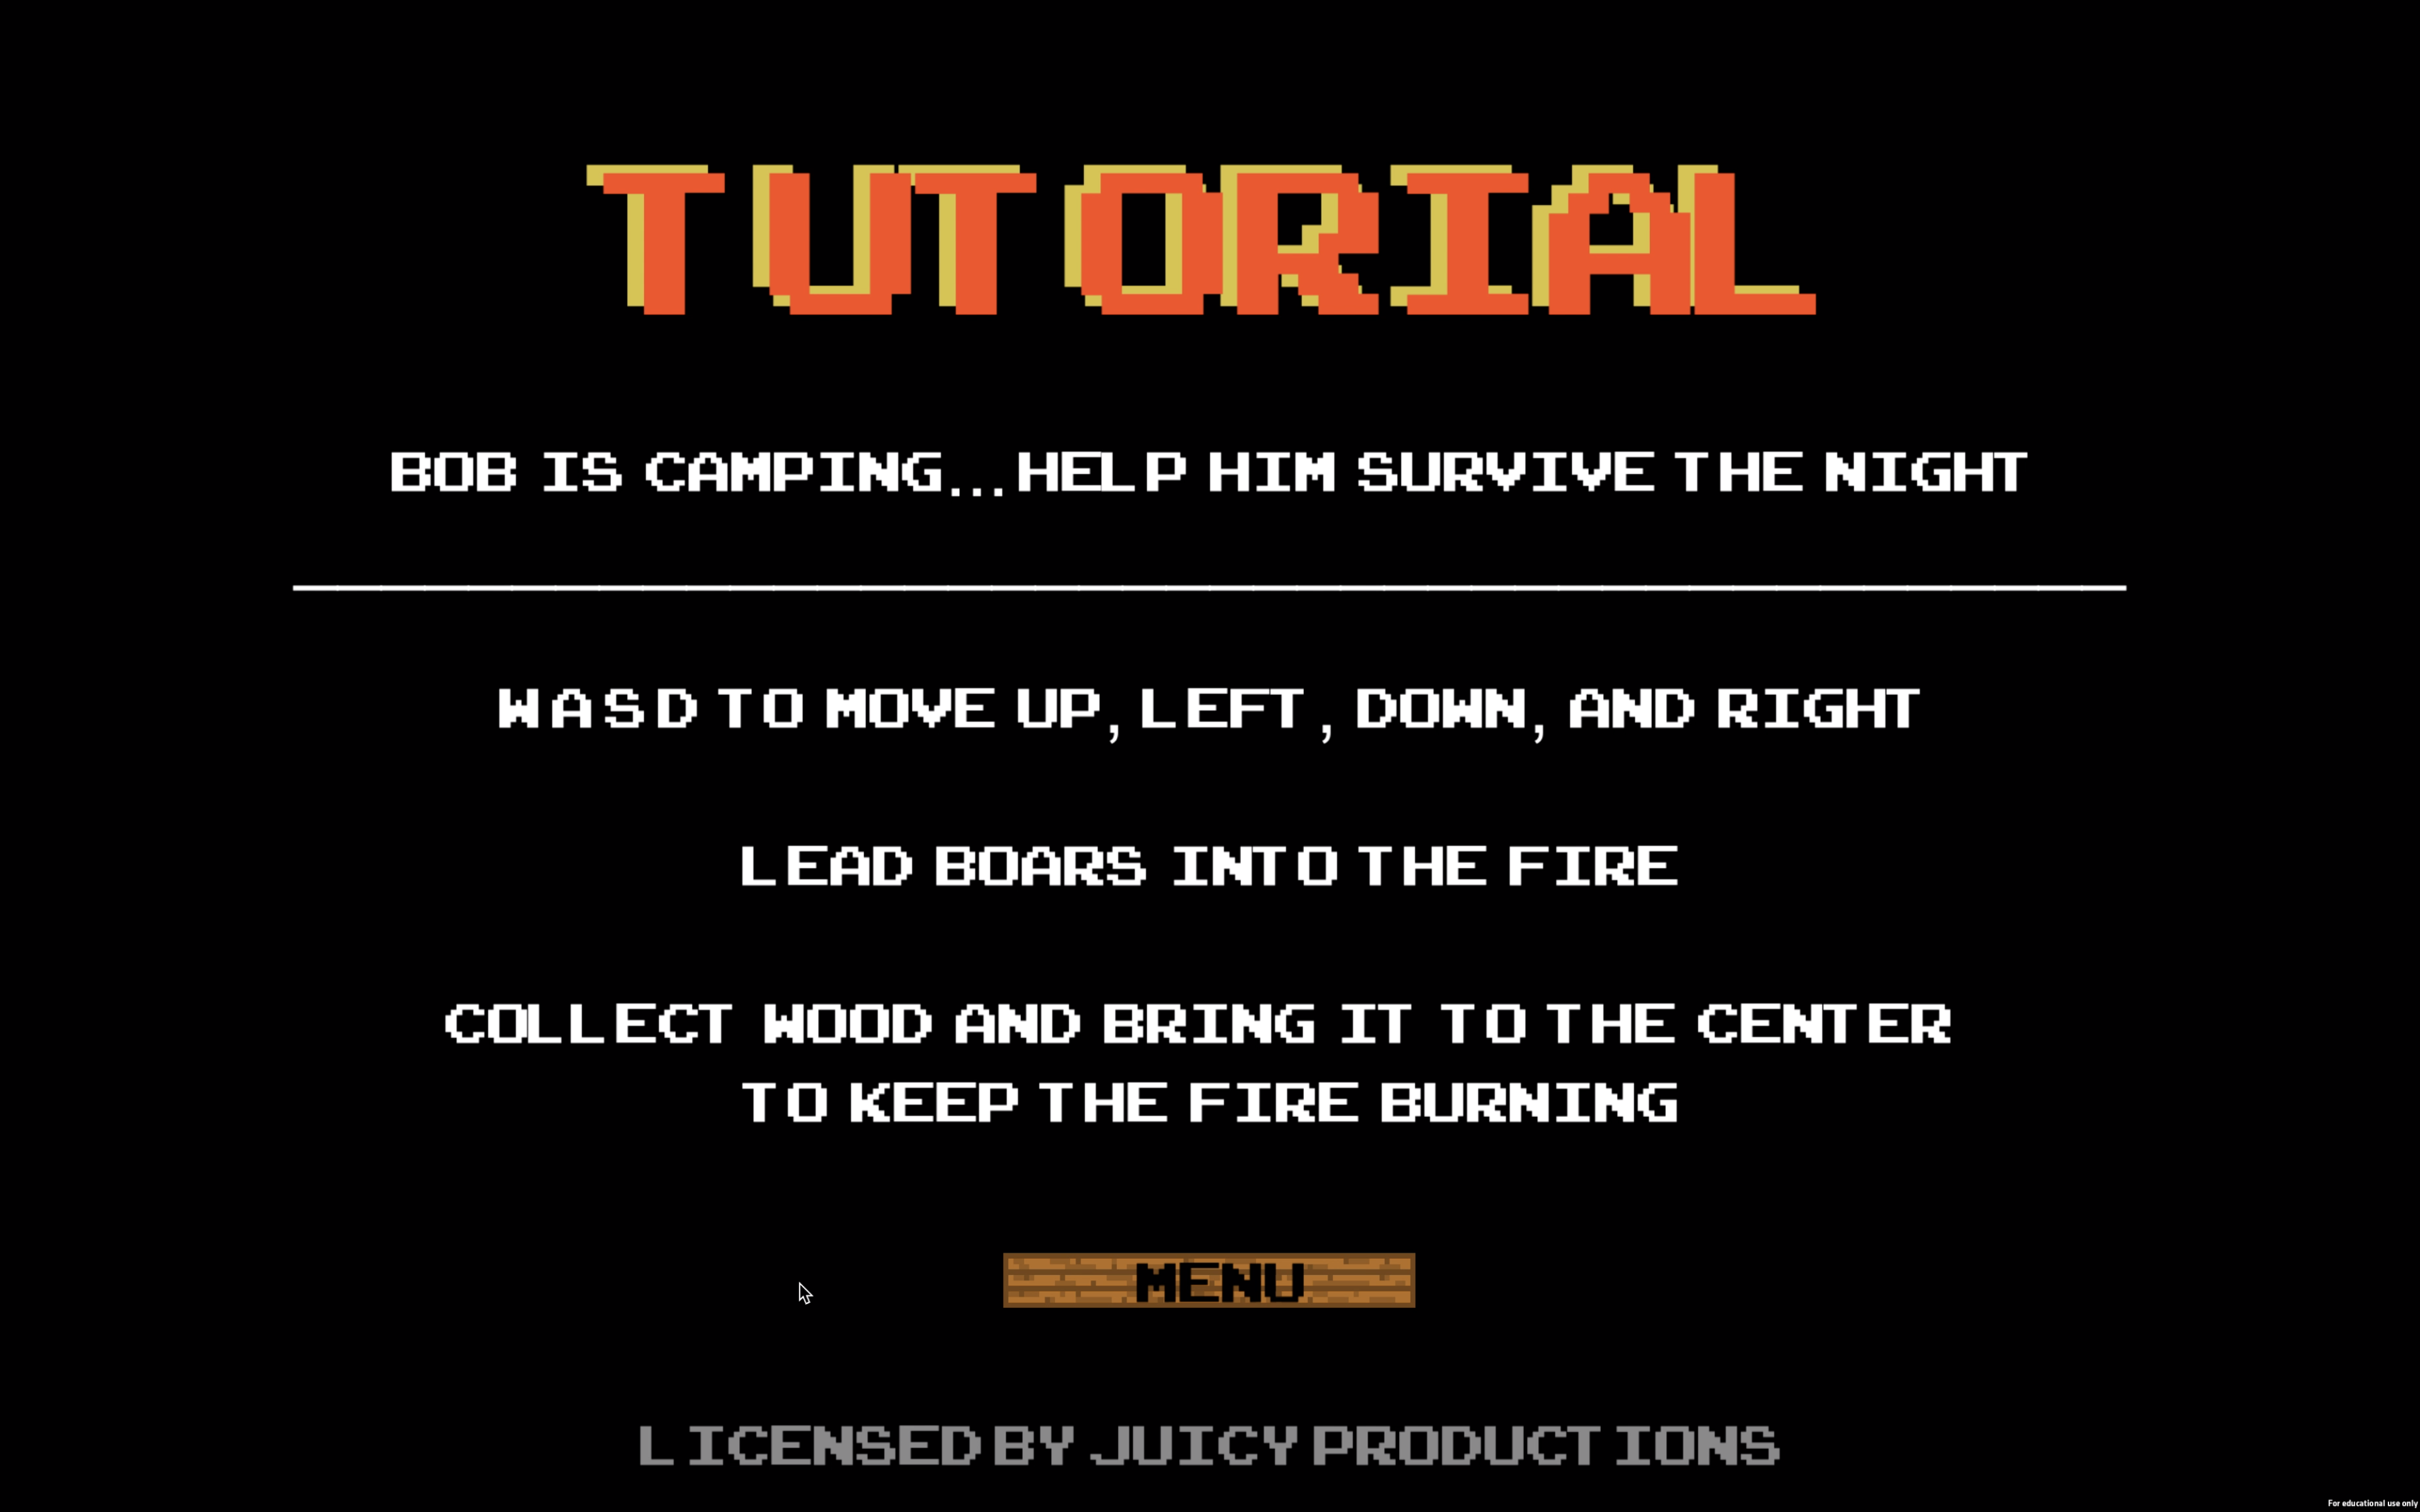 TUTORIAL
BOB IS CAMPING...HELP HIM SURVIVE THE NIGHT
W A S D TO MOVE UP, LEFT, DOWN, AND RIGHT
LEAD BOARS INTO THE FIRE
COLLECT WOOD AND BRING IT TO THE CENTER
TO KEEP THE FIRE BURNING
MENU
LICENSED BY JUICY PRODUCTIONS
For educational use only